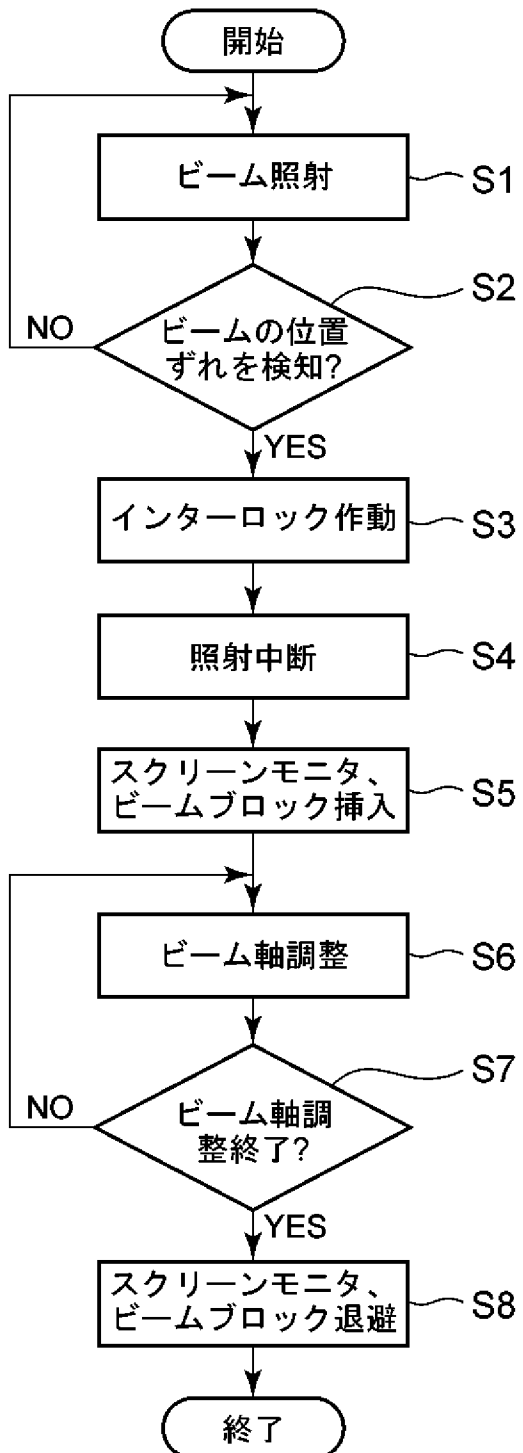 開始
ビーム照射
S1
S2
ビームの位置
ずれを検知?
NO
YES
インターロック作動
S3
照射中断
S4
スクリーンモニタ、
ビームブロック挿入
S5
ビーム軸調整
S6
S7
ビーム軸調
整終了?
NO
YES
スクリーンモニタ、
ビームブロック退避
S8
終了